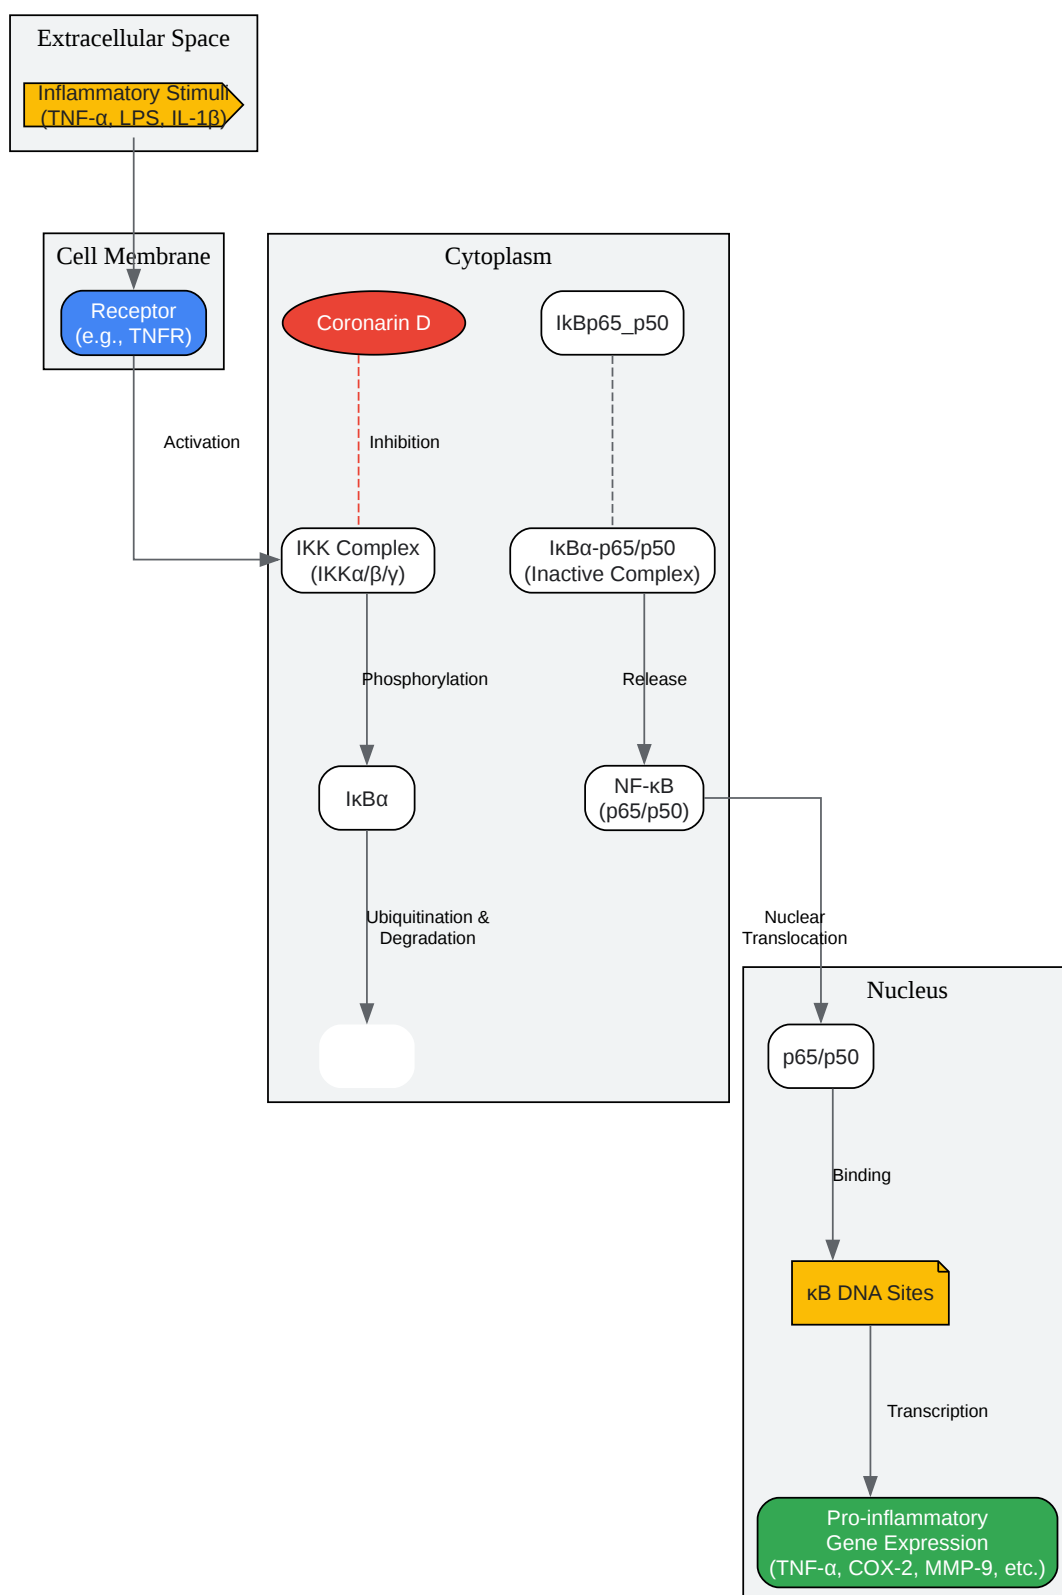 Extracellular Space
Inflammatory Stimuli
(TNF-α, LPS, IL-1β)
Cell Membrane
Receptor
(e.g., TNFR)
Activation
Cytoplasm
Coronarin D
IkBp65_p50
Inhibition
IKK Complex
(IKKα/β/γ)
IκBα-p65/p50
(Inactive Complex)
Phosphorylation
Release
IκBα
NF-κB
(p65/p50)
Ubiquitination &
Degradation
Nuclear
Translocation
Nucleus
p65/p50
Binding
κB DNA Sites
Transcription
Pro-inflammatory
Gene Expression
(TNF-α, COX-2, MMP-9, etc.)